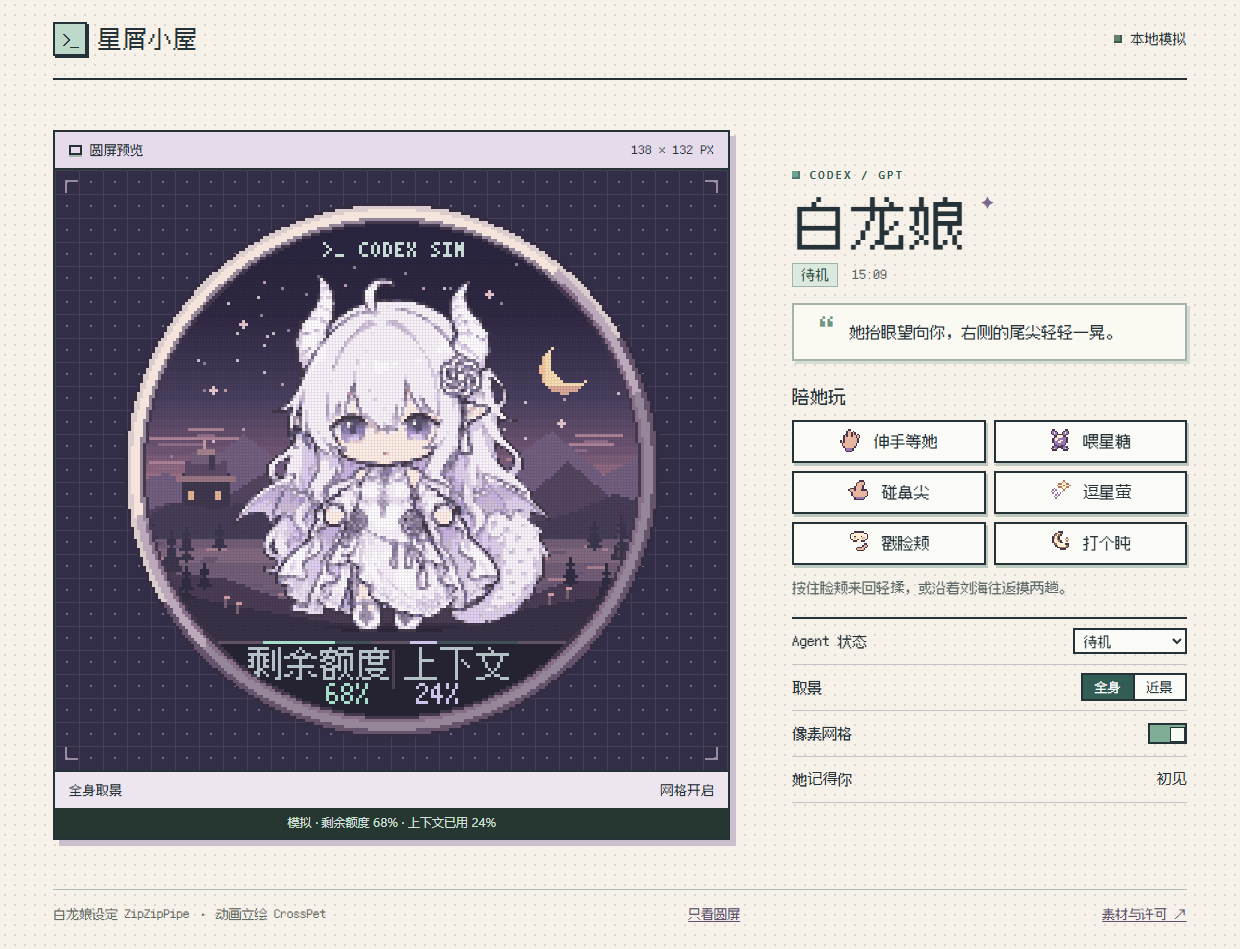 >_ 星屑小屋
本地模拟
圆屏预览
138 × 132 PX
>_ CODEX SIM
剩余额度 上下文
68% 24%
全身取景
网格开启
模拟 · 剩余额度 68% · 上下文已用 24%
CODEX / GPT
白龙娘
待机 15:09
“ 她抬眼望向你，右侧的尾尖轻轻一晃。
陪她玩
伸手等她
喂星糖
碰鼻尖
逗星萤
戳脸颊
打个盹
按住脸颊来回轻揉，或沿着刘海往返摸两趟。
Agent 状态
待机
取景
全身 近景
像素网格
她记得你
初见
白龙娘设定 ZipZipPipe · 动画立绘 CrossPet
只看圆屏
素材与许可 ↗